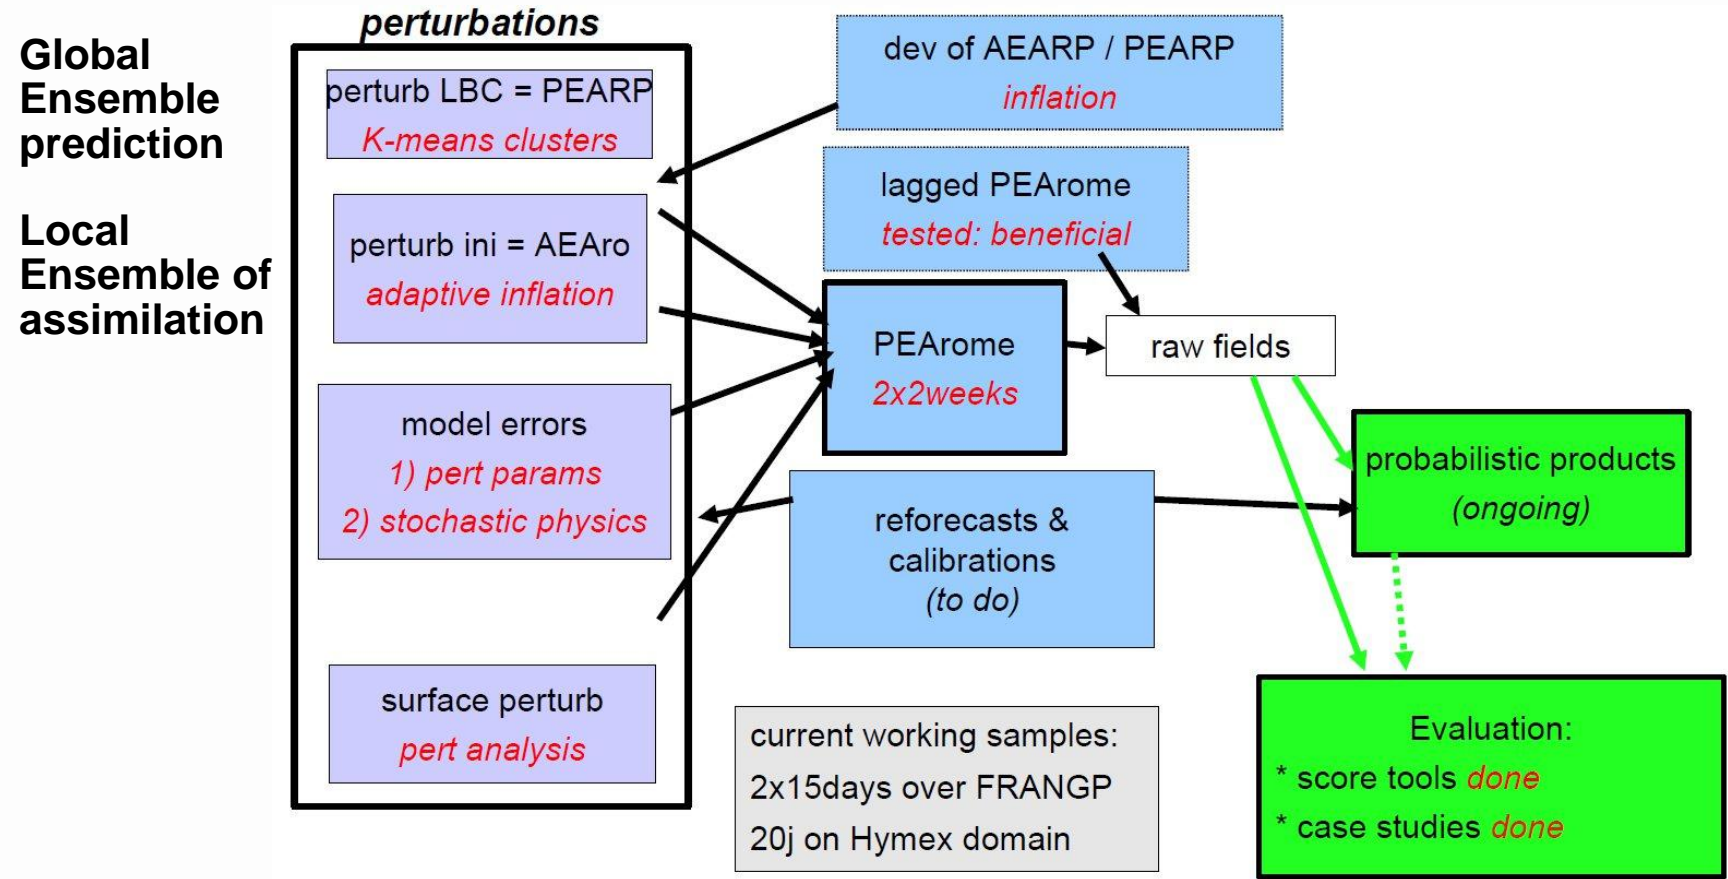 Global
Ensemble
prediction
Local
Ensemble of
assimilation
perturbations
perturb LBC = PEARP
K-means clusters
perturb ini = AEAro
adaptive inflation
model errors
1) pert params
2) stochastic physics
surface perturb
pert analysis
dev of AEARP / PEARP
inflation
lagged PEArome
tested: beneficial
PEArome
2x2weeks
raw fields
reforecasts &
calibrations
(to do)
probabilistic products
(ongoing)
current working samples:
2x15days over FRANGP
20j on Hymex domain
Evaluation:
* score tools done
* case studies done